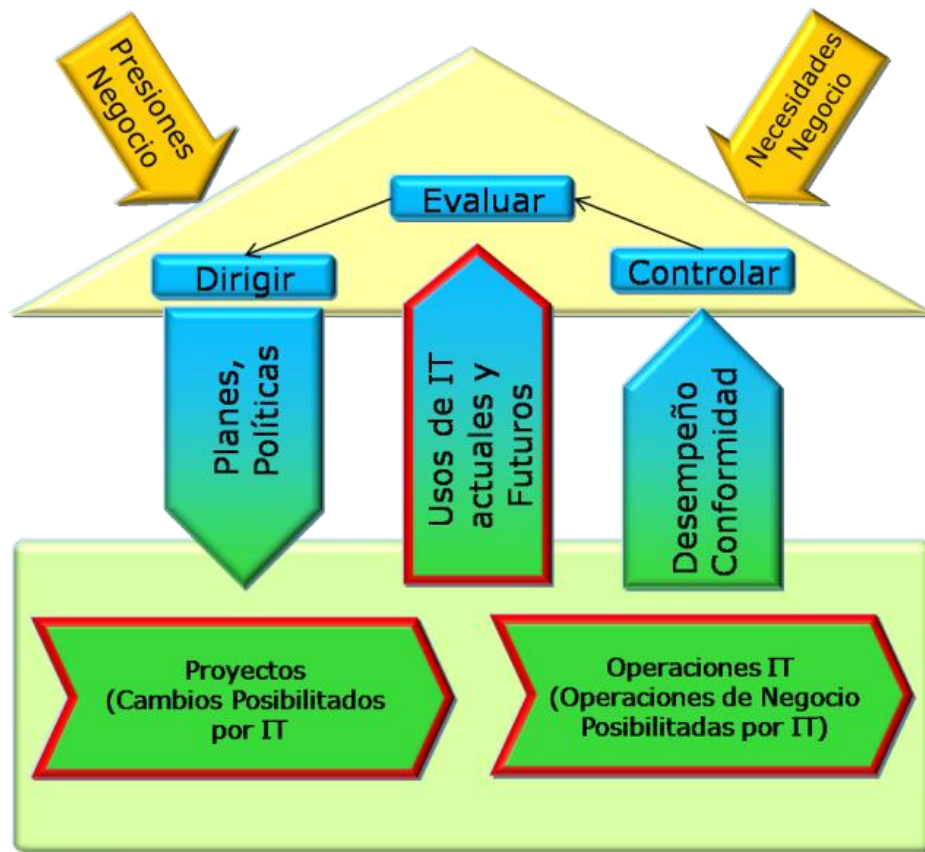 Presiones
Negocio
Necesidades
Negocio
Evaluar
Dirigir
Controlar
Planes,
Políticas
Usos de IT
actuales y
Futuros
Desempeño
Conformidad
Proyectos
(Cambios Posibilitados
por IT
Operaciones IT
(Operaciones de Negocio
Posibilitadas por IT)